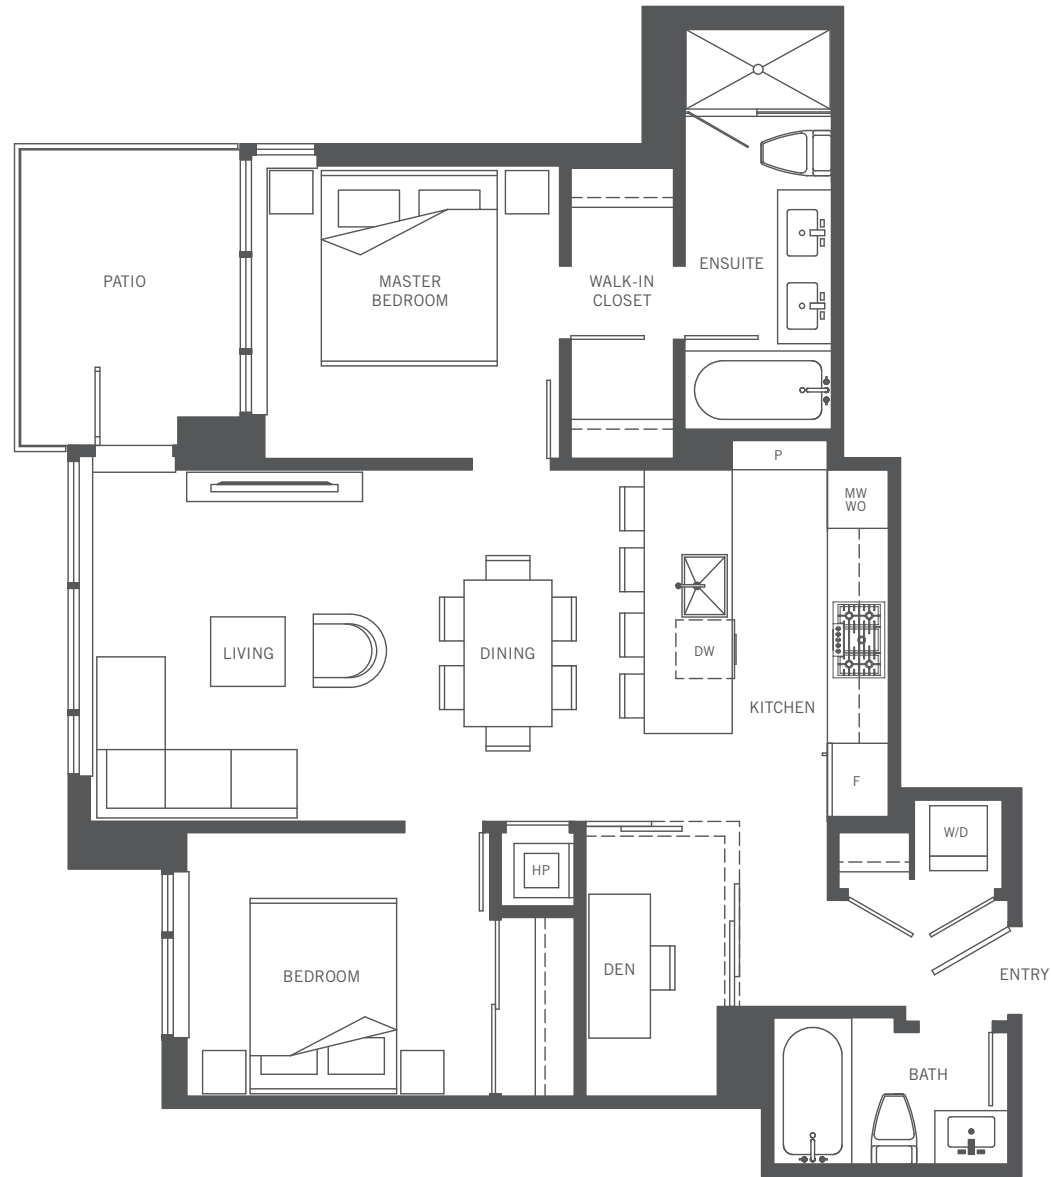 ENSUITE
PATIO
MASTER
BEDROOM
WALK-IN
CLOSET
P
MW
WO
LIVING
DINING
DW
KITCHEN
F
W/D
HP
DEN
BEDROOM
ENTRY
BATH